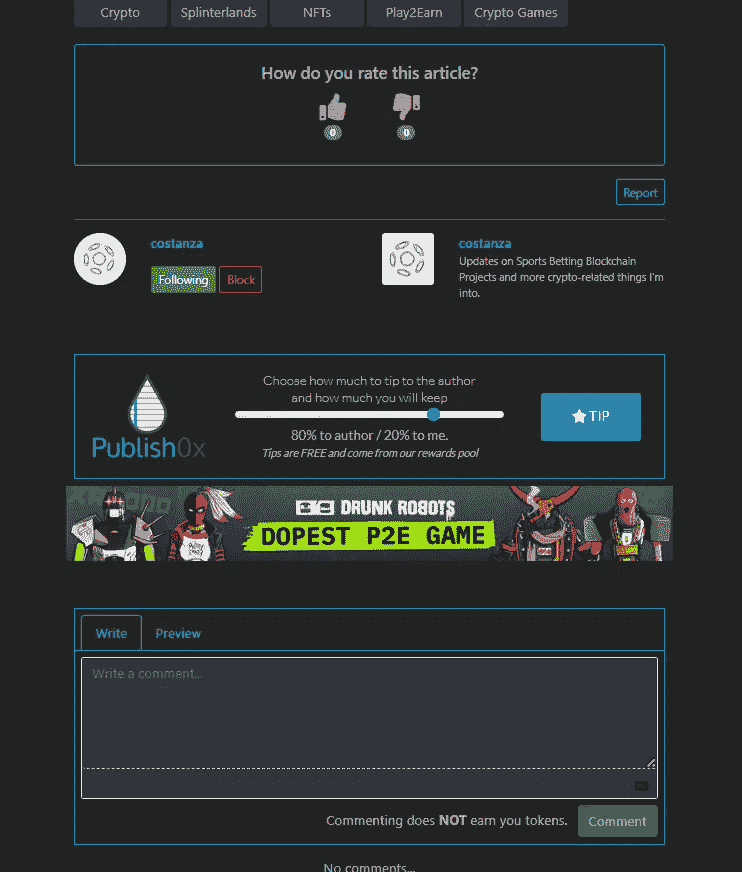 Crypto Splinterlands NFTs Play2Earn Crypto Games
How do you rate this article?
0 0
Report
costanza
Following Block
costanza
Updates on Sports Betting Blockchain
Projects and more crypto-related things I'm
into.
Publish0x
Choose how much to tip to the author
and how much you will keep
80% to author / 20% to me.
Tips are FREE and come from our rewards pool
TIP
DRUNK ROBOTS
DOPEST P2E GAME
Write Preview
Write a comment...
Commenting does NOT earn you tokens. Comment
No comments...